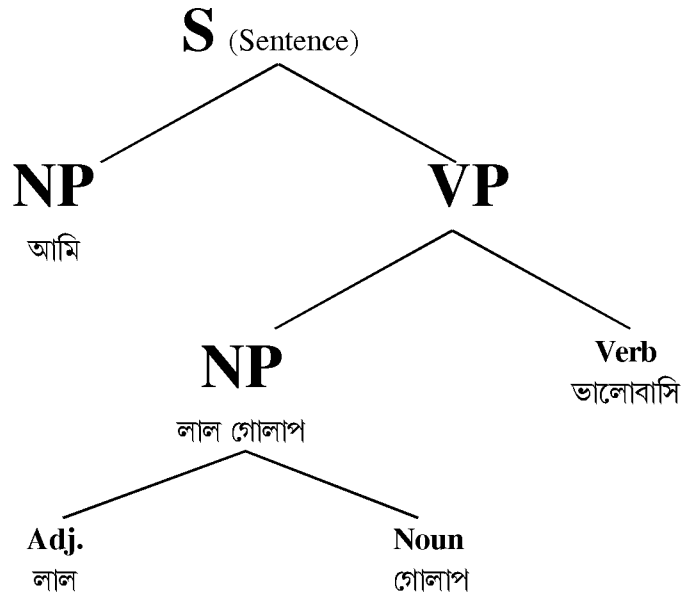 S (Sentence)
NP VP
আমি
NP Verb
লাল গোলাপ ভালোবাসি
Adj. Noun
লাল গোলাপ